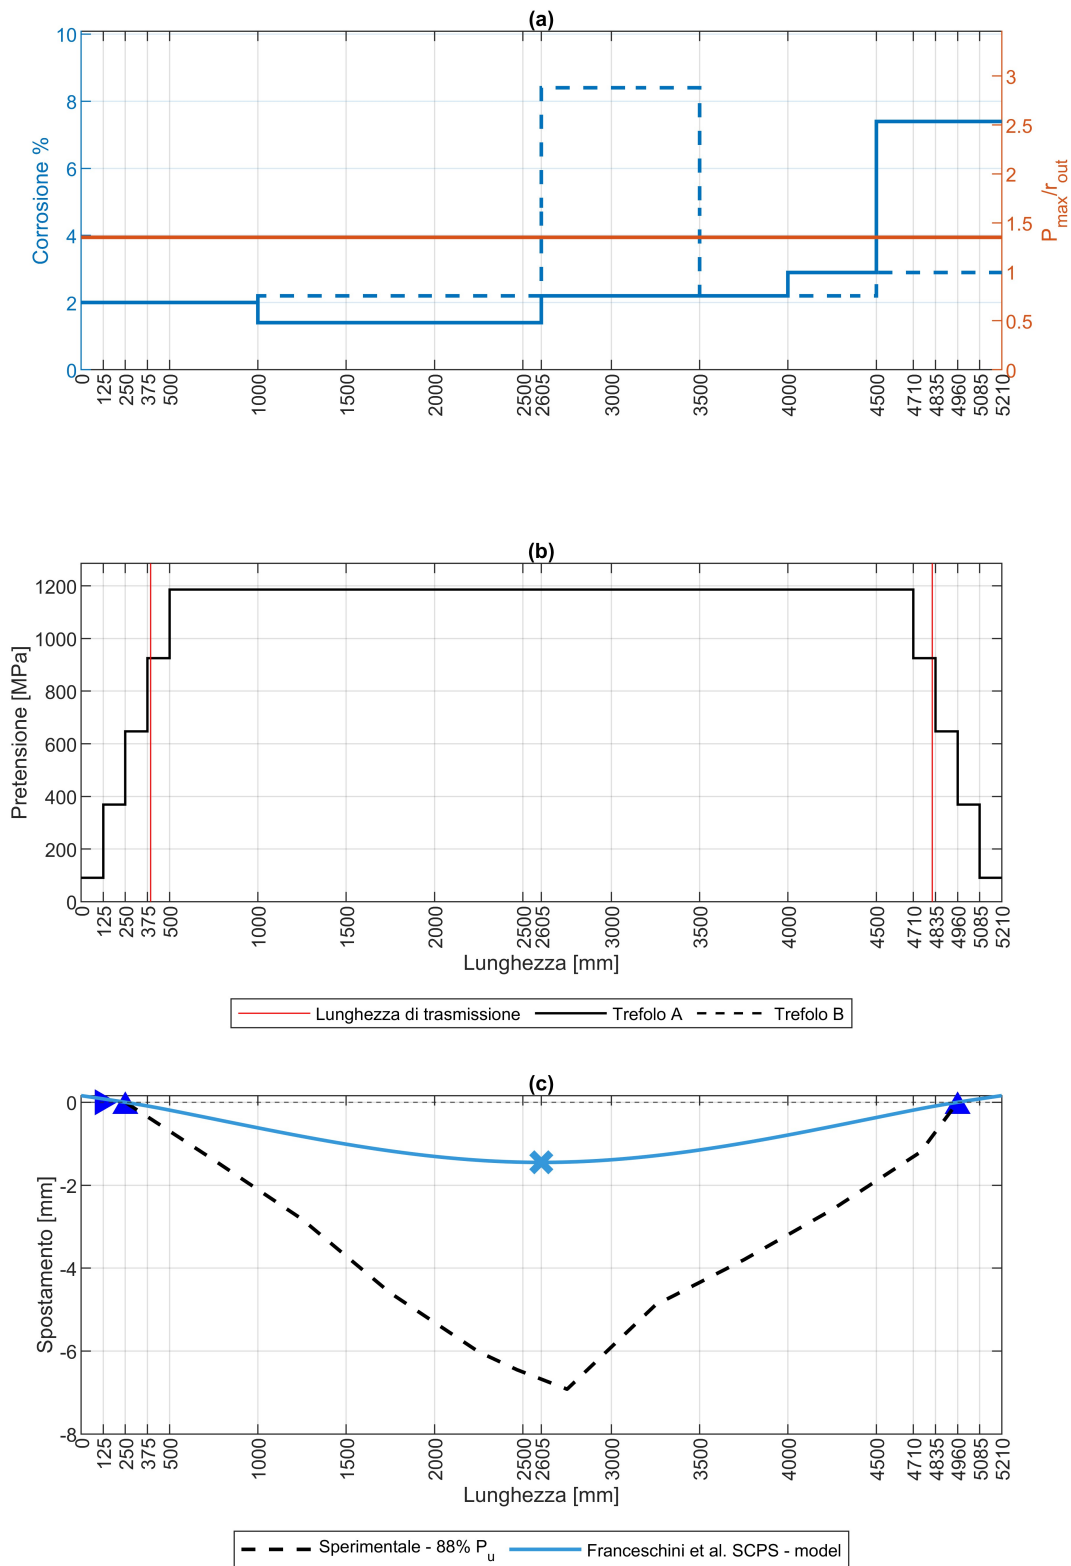 (a)
10
8
6
4
2
0
Corrosione %
3
2.5
2
1.5
1
0.5
0
Pmax/rout
0 125 250 375 500 1000 1500 2000 2500 2605 3000 3500 4000 4500 4710 4835 4960 5085 5210
(b)
1200
1000
800
600
400
200
0
Pretensione [MPa]
0 125 250 375 500 1000 1500 2000 2500 2605 3000 3500 4000 4500 4710 4835 4960 5085 5210
Lunghezza [mm]
Lunghezza di trasmissione Trefolo A Trefolo B
(c)
0
-2
-4
-6
-8
Spostamento [mm]
0 125 250 375 500 1000 1500 2000 2500 2605 3000 3500 4000 4500 4710 4835 4960 5085 5210
Lunghezza [mm]
Sperimentale - 88% Pu Franceschini et al. SCPS - model